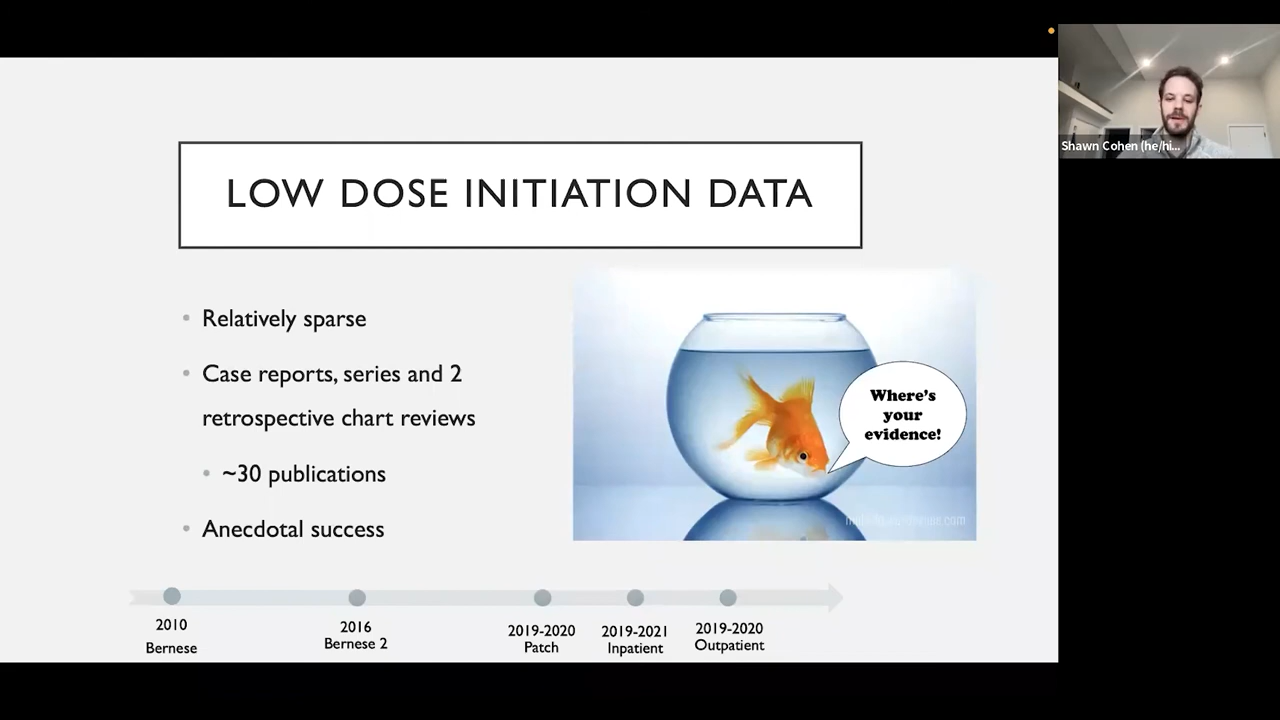 LOW DOSE INITIATION DATA
Relatively sparse
Case reports, series and 2
retrospective chart reviews
~30 publications
Anecdotal success
Where's
your
evidence!
2010
Bernese
2016
Bernese 2
2019-2020
Patch
2019-2021
Inpatient
2019-2020
Outpatient
Shawn Cohen (he/hi...